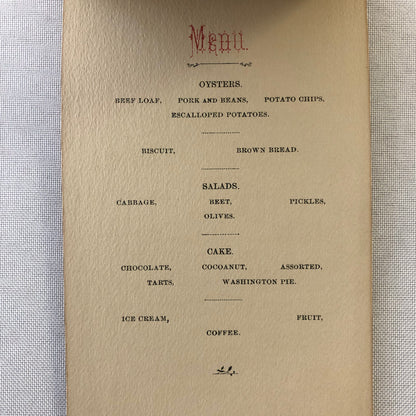 Menu.
OYSTERS.
BEEF LOAF, PORK AND BEANS, POTATO CHIPS,
ESCALLOPED POTATOES.
BISCUIT, BROWN BREAD.
SALADS.
CABBAGE, BEET, PICKLES,
OLIVES.
CAKE.
CHOCOLATE, COCOANUT, ASSORTED,
TARTS, WASHINGTON PIE.
ICE CREAM, FRUIT,
COFFEE.